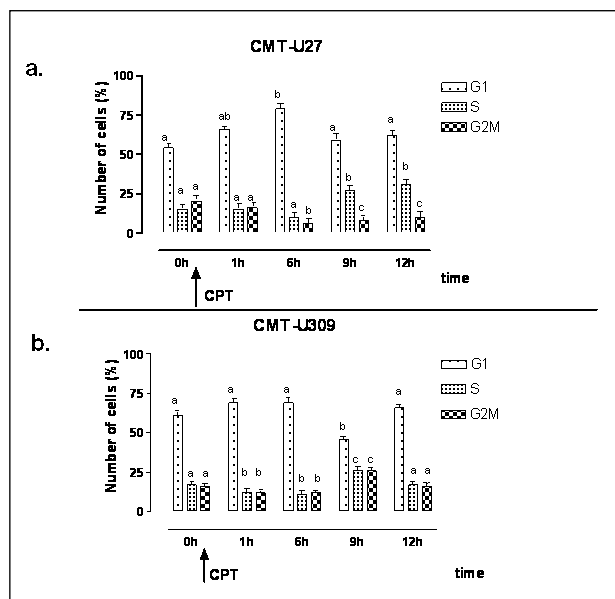 CMT-U27
a.
Number of cells (%)
100
75
50
25
0
a a a
ab a a
b a b
a b c
a b c
G1
S
G2M
0h 1h 6h 9h 12h
time
CPT
CMT-U309
b.
Number of cells (%)
100
75
50
25
0
a a a
a b b
a b b
b c c
a a a
G1
S
G2M
0h 1h 6h 9h 12h
CPT
time